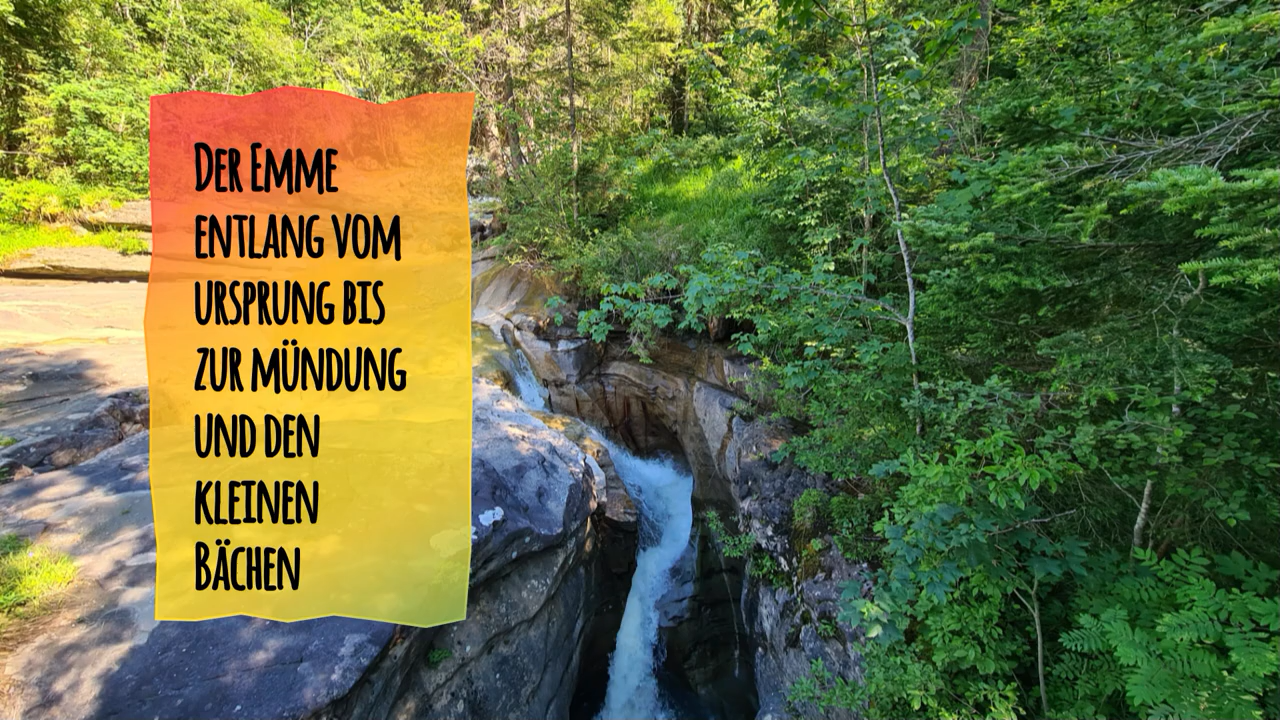 Der Emme
entlang vom
Ursprung bis
zur Mündung
und den
kleinen
Bächen